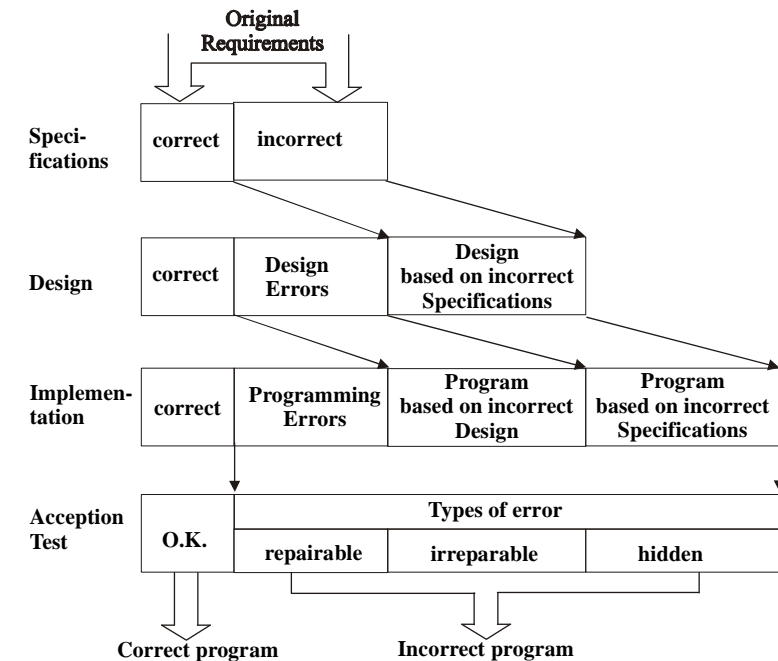 Original
Requirements
Speci-
fications
correct
incorrect
Design
correct
Design
Errors
Design
based on incorrect
Specifications
Implemen-
tation
correct
Programming
Errors
Program
based on incorrect
Design
Program
based on incorrect
Specifications
Acception
Test
O.K.
Types of error
repairable
irreparable
hidden
Correct program
Incorrect program